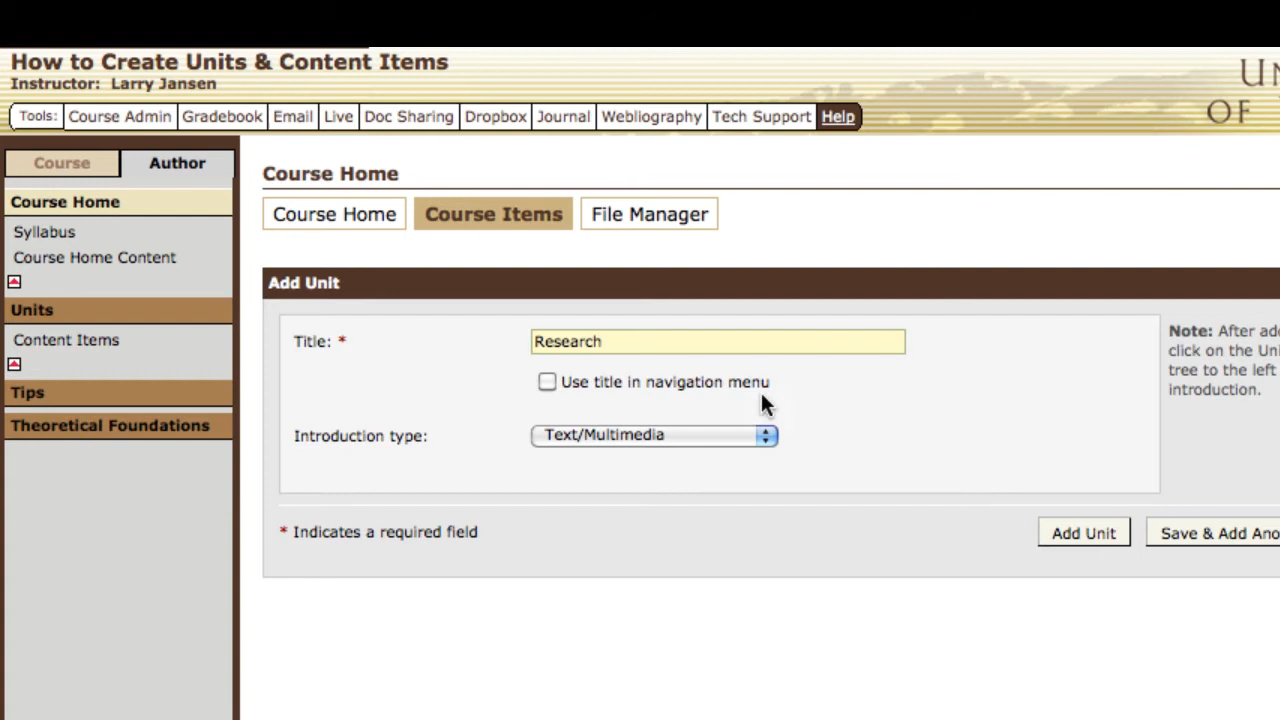 How to Create Units & Content Items
Instructor: Larry Jansen
UN
OF
Tools: Course Admin Gradebook Email Live Doc Sharing Dropbox Journal Webliography Tech Support Help
Course Author
Course Home
Syllabus
Course Home Content
Units
Content Items
Tips
Theoretical Foundations
Course Home
Course Home Course Items File Manager
Add Unit
Title: * Research
Use title in navigation menu
Introduction type: Text/Multimedia
Note: After add
click on the Uni
tree to the left
introduction.
* Indicates a required field
Add Unit Save & Add Ano